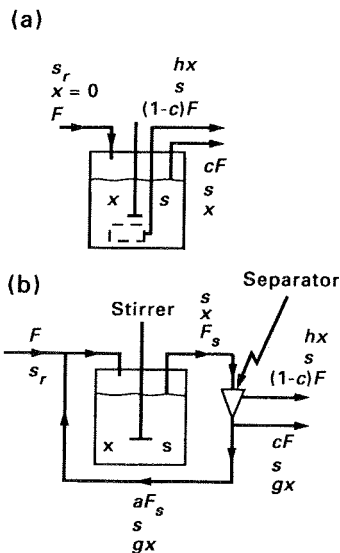 (a)
s_r
x = 0
F
hx
s
(1-c)F
cF
s
x
x s
(b)
Separator
Stirrer
F
s_r
s
x
F_s
hx
s
(1-c)F
cF
s
gx
x s
aF_s
s
gx